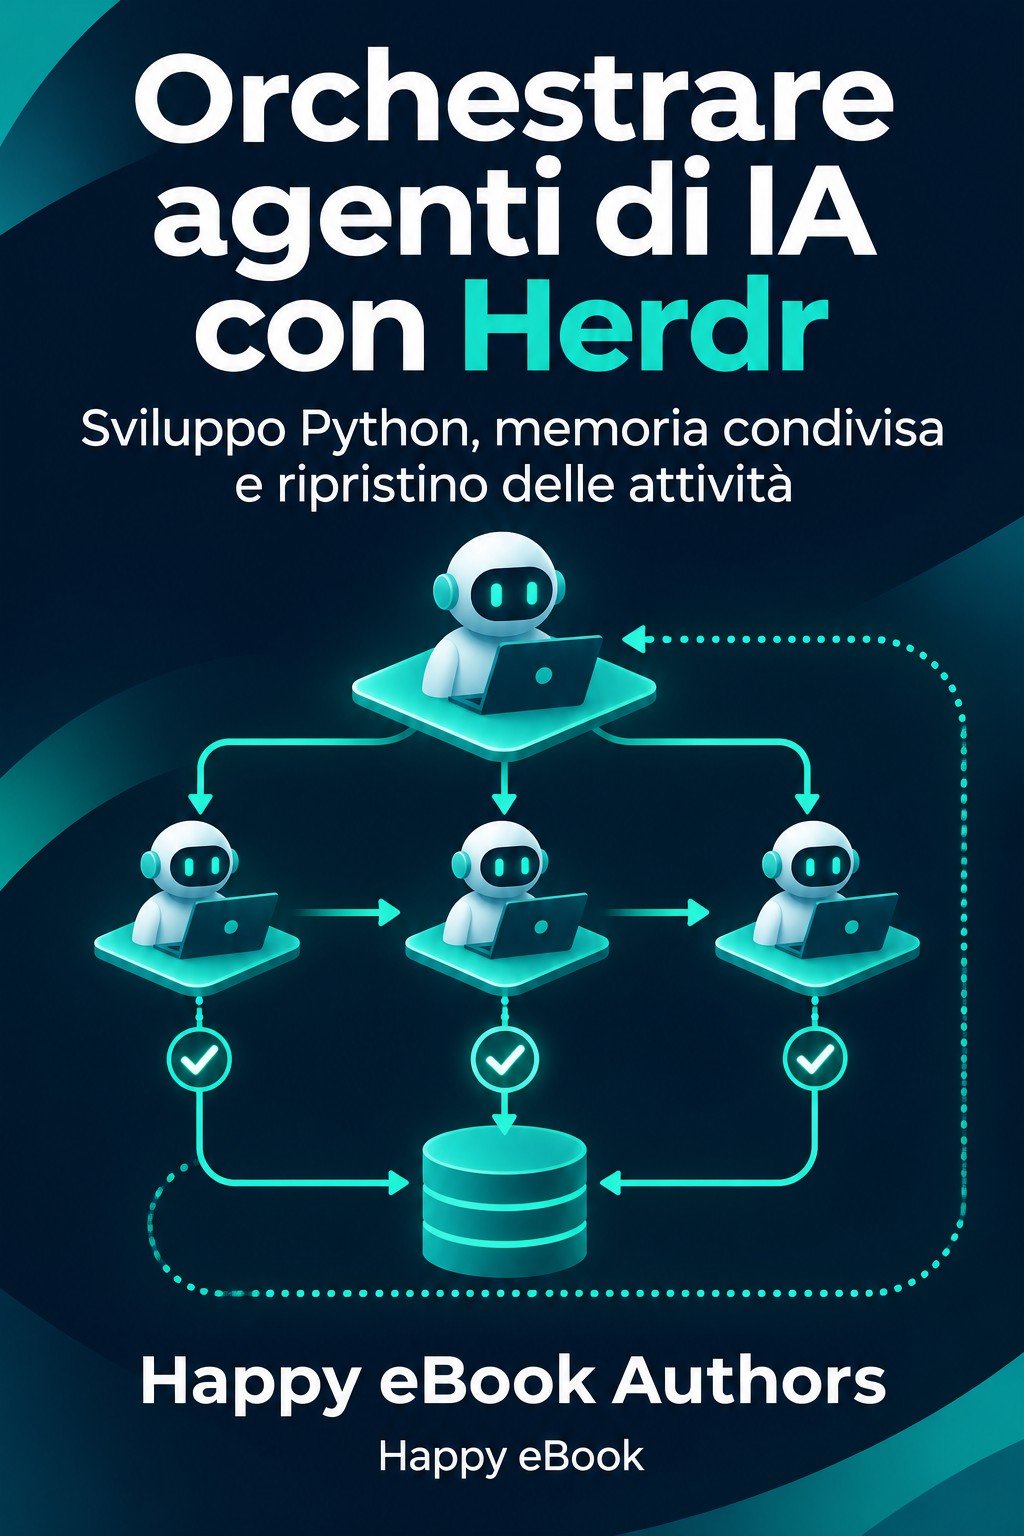 Orchestrare
agenti di IA
con Herdr
Sviluppo Python, memoria condivisa
e ripristino delle attività
Happy eBook Authors
Happy eBook